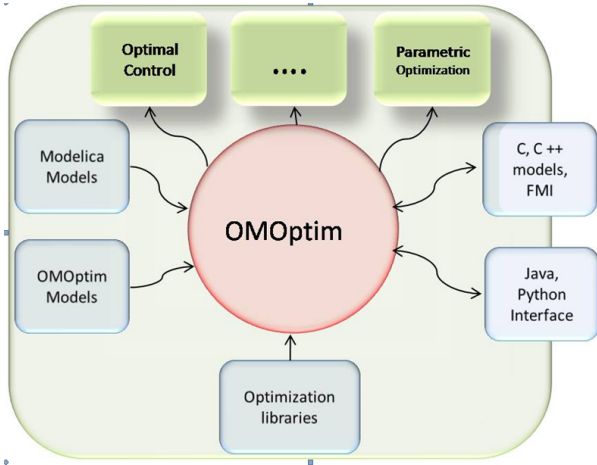 Optimal
Control
....
Parametric
Optimization
Modelica
Models
C, C ++
models,
FMI
OMOptim
OMOptim
Models
Java,
Python
Interface
Optimization
libraries